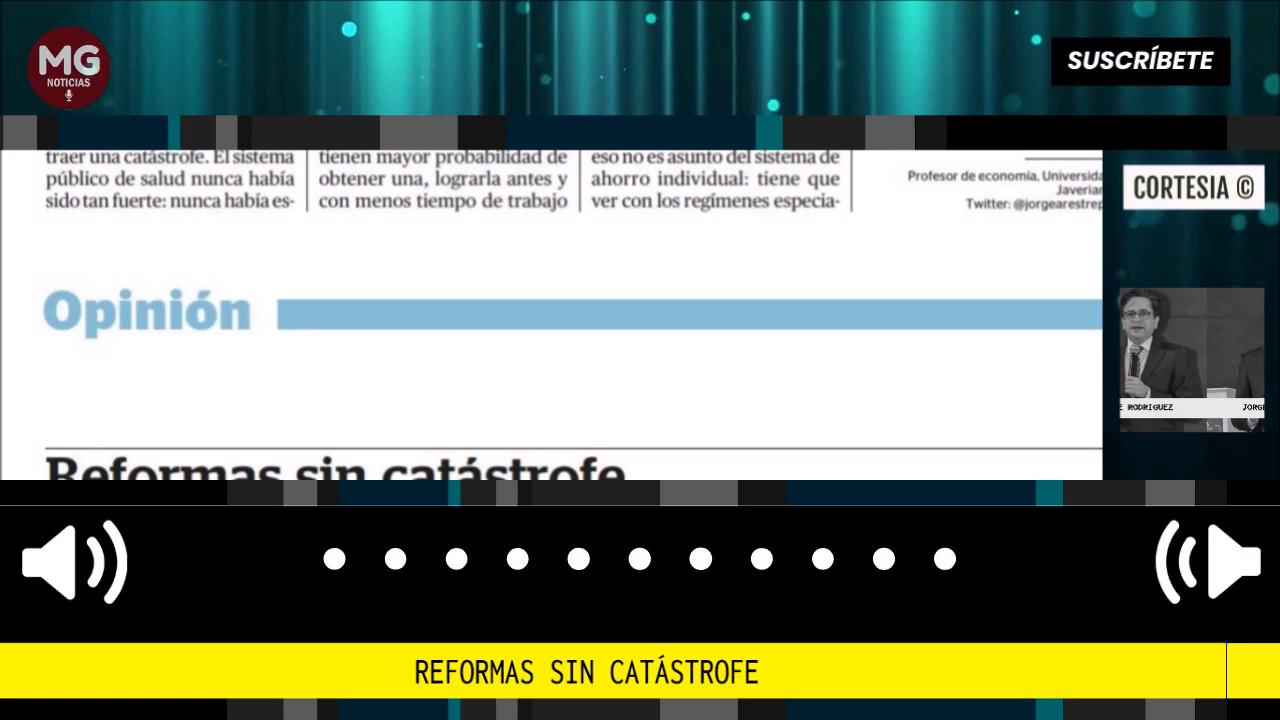 MG
NOTICIAS
SUSCRÍBETE
traer una catástrofe. El sistema
público de salud nunca había
sido tan fuerte: nunca había es-
tienen mayor probabilidad de
obtener una, lograrla antes y
con menos tiempo de trabajo
eso no es asunto del sistema de
ahorro individual: tiene que
ver con los regímenes especia-
Profesor de economía, Universida
Javerian
Twitter: @jorgearestrep
CORTESIA ©
Opinión
E RODRIGUEZ JORGE
Reformas sin catástrofe
REFORMAS SIN CATÁSTROFE